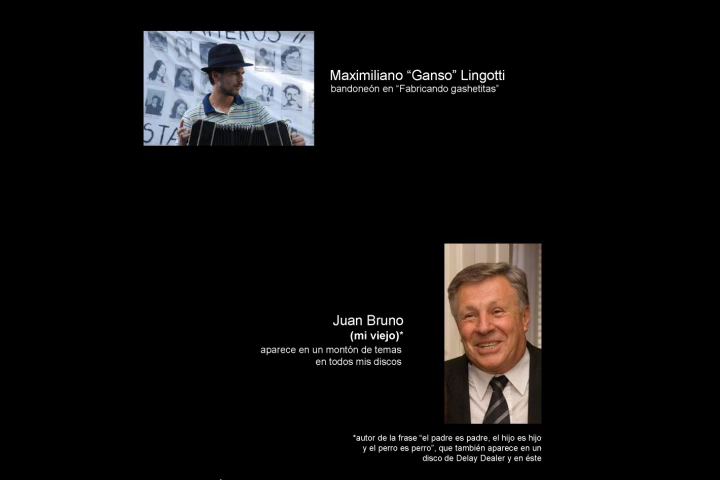 Maximiliano “Ganso” Lingotti
bandoneón en “Fabricando gashetitas”
Juan Bruno
(mi viejo)*
aparece en un montón de temas
en todos mis discos
*autor de la frase “el padre es padre, el hijo es hijo
y el perro es perro”, que también aparece en un
disco de Delay Dealer y en éste